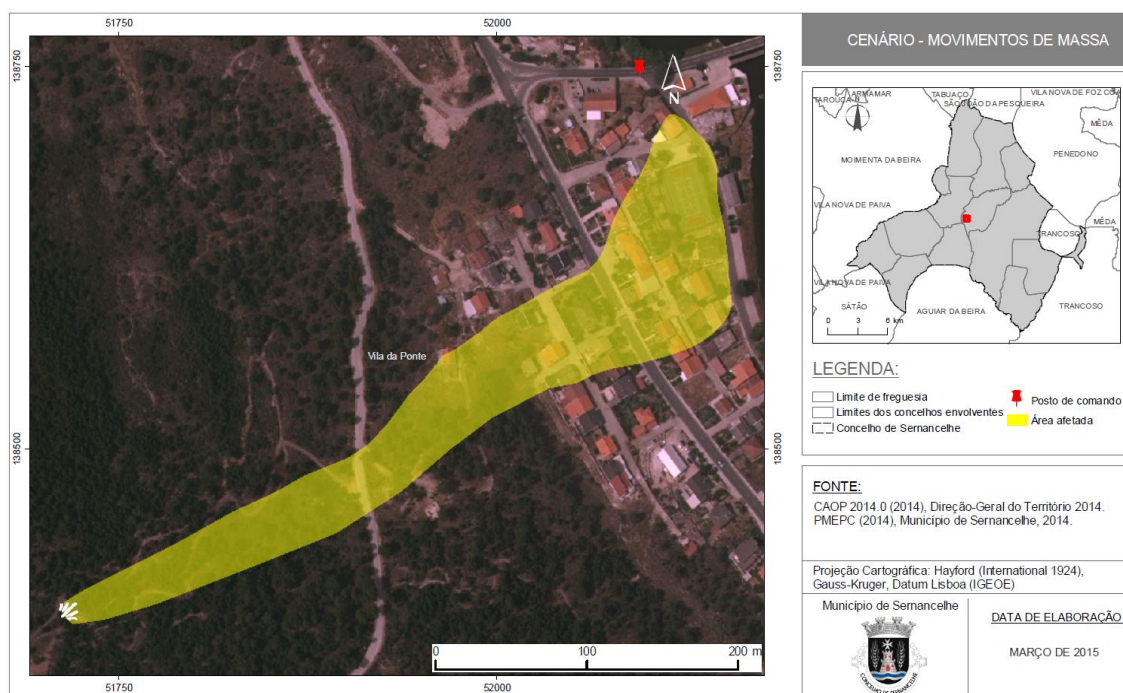 51750
52000
138750
138750
N
Vila da Ponte
138500
138500
0
100
200 m
51750
52000
CENÁRIO - MOVIMENTOS DE MASSA
ARMAMAR
TABUAÇO
VILA NOVA DE FOZ
SÃO JOÃO DA PESQUEIRA
MÊDA
MOIMENTA DA BEIRA
PENEDONO
VILA NOVA DE PAIVA
MÊDA
TRANCOSO
VILA NOVA DE PAIVA
SÁTÃO
AGUIAR DA BEIRA
TRANCOSO
0 3 6 km
LEGENDA:
Limite de freguesia
Limites dos concelhos envolventes
Concelho de Sernancelhe
Posto de comando
Área afetada
FONTE:
CAOP 2014.0 (2014), Direção-Geral do Território 2014.
PMEPC (2014), Município de Sernancelhe, 2014.
Projeção Cartográfica: Hayford (International 1924),
Gauss-Kruger, Datum Lisboa (IGEOE)
Município de Sernancelhe
DATA DE ELABORAÇÃO
MARÇO DE 2015